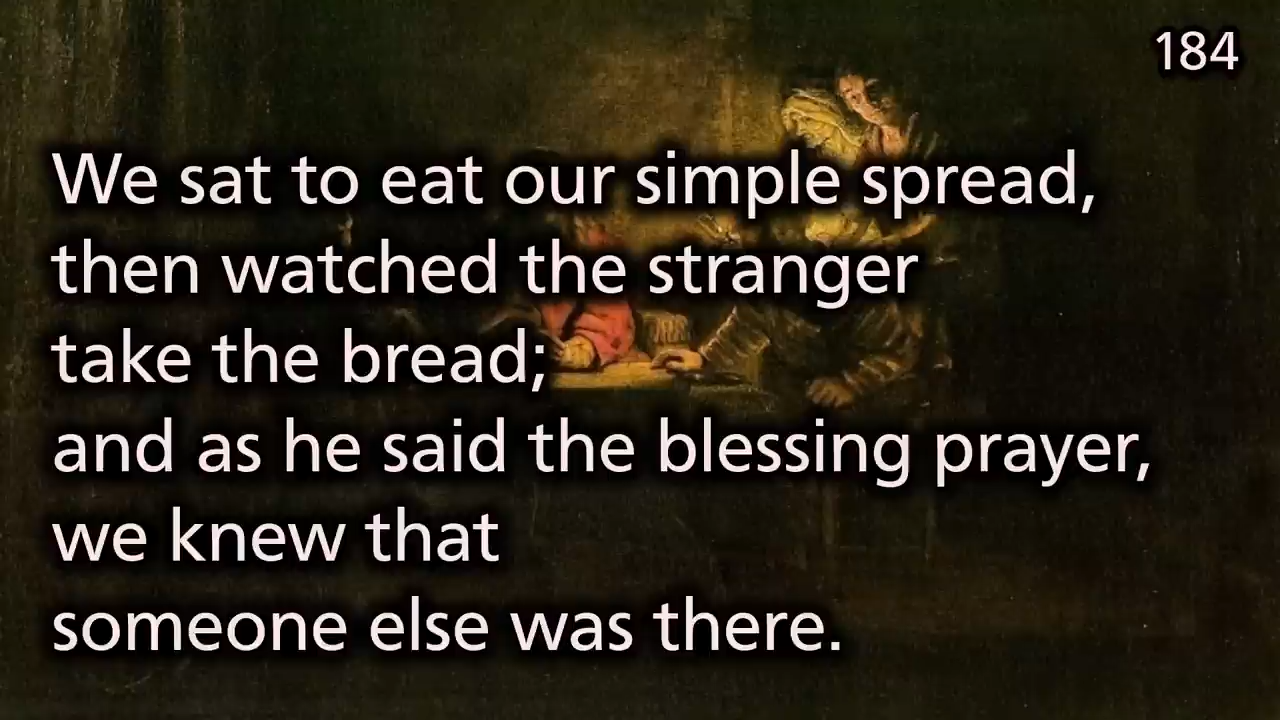 184
We sat to eat our simple spread,
then watched the stranger
take the bread;
and as he said the blessing prayer,
we knew that
someone else was there.